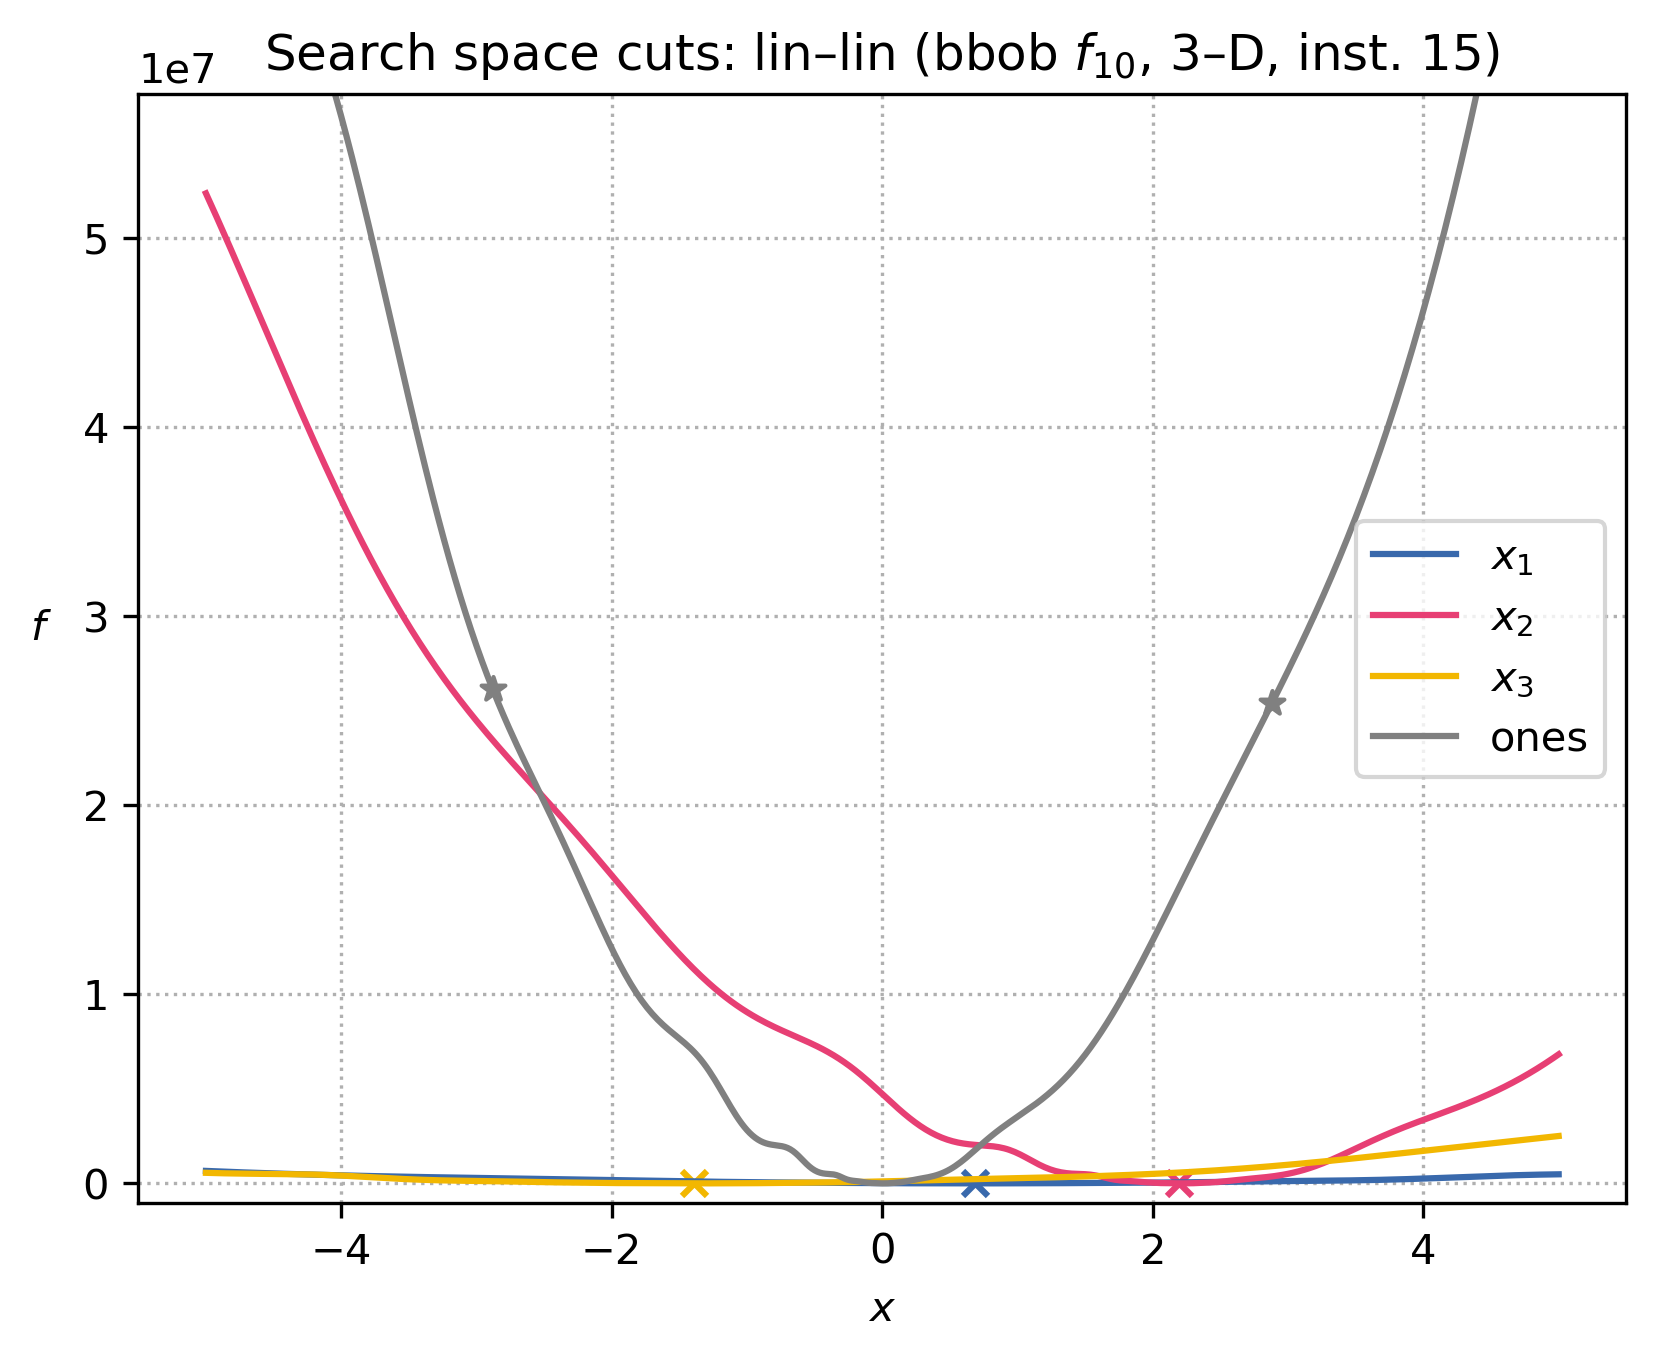 Search space cuts: lin–lin (bbob f10, 3–D, inst. 15)
1e7
5
4
3
2
1
0
f
−4 −2 0 2 4
x
x1
x2
x3
ones